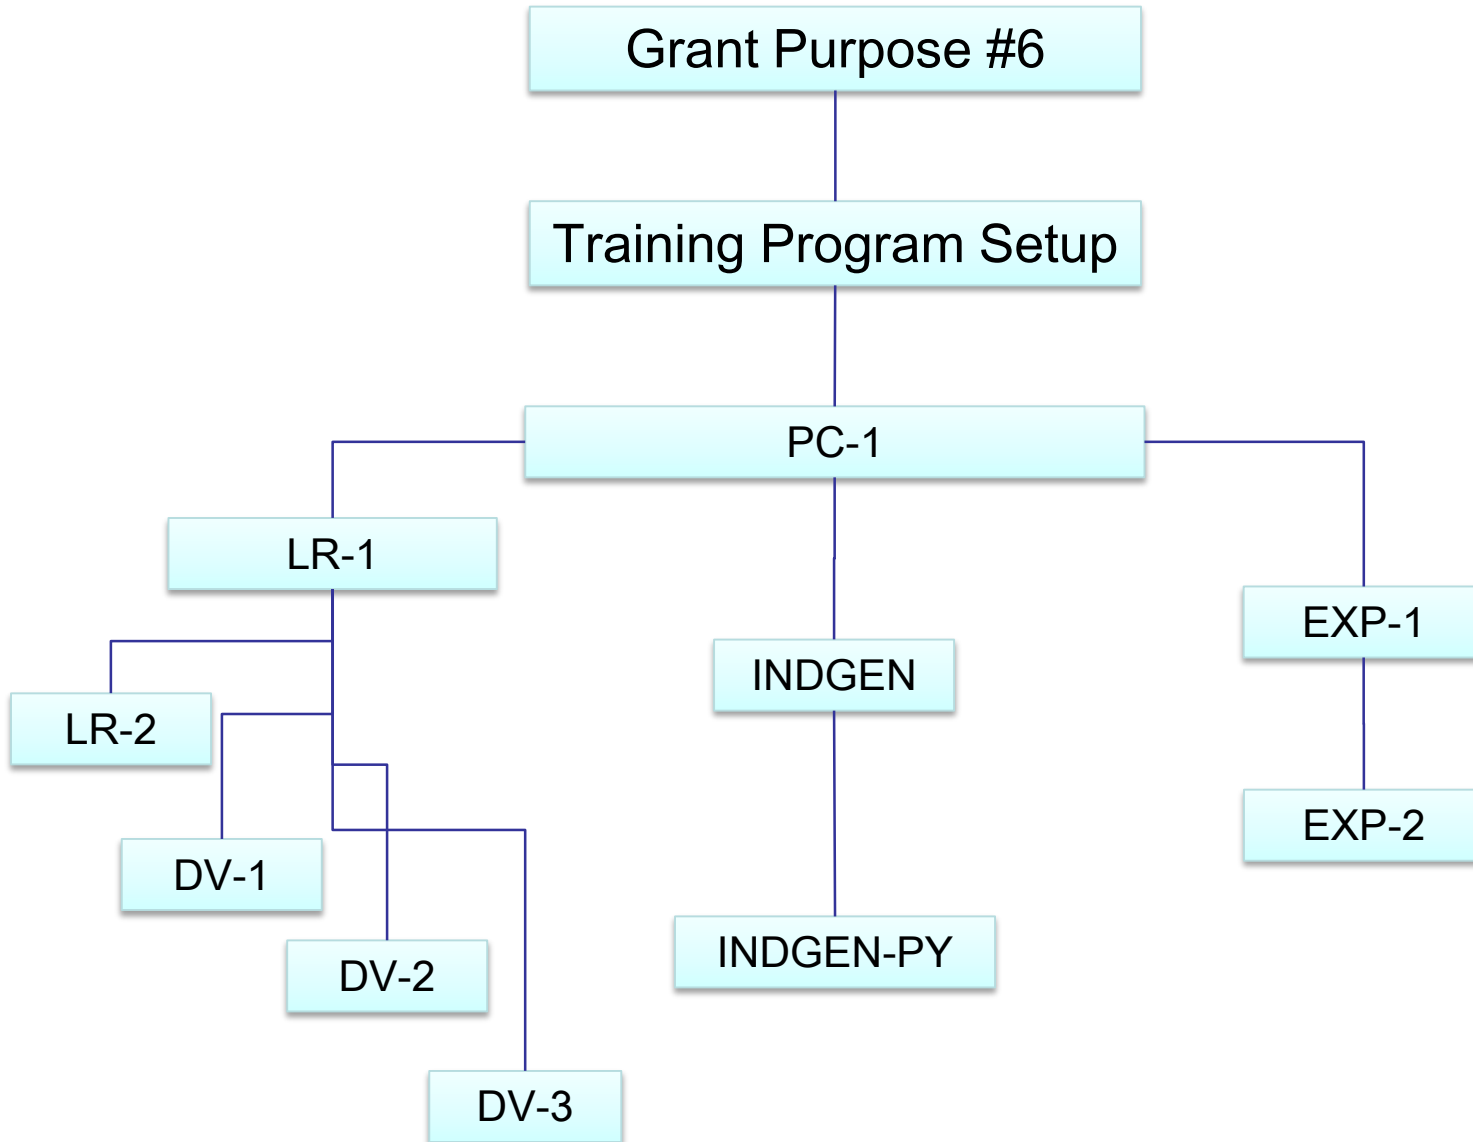 Grant Purpose #6
Training Program Setup
PC-1
LR-1
EXP-1
INDGEN
LR-2
EXP-2
DV-1
INDGEN-PY
DV-2
DV-3